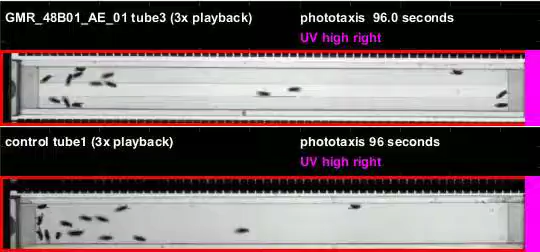 GMR_48B01_AE_01 tube3 (3x playback) phototaxis 96.0 seconds
UV high right
control tube1 (3x playback) phototaxis 96 seconds
UV high right